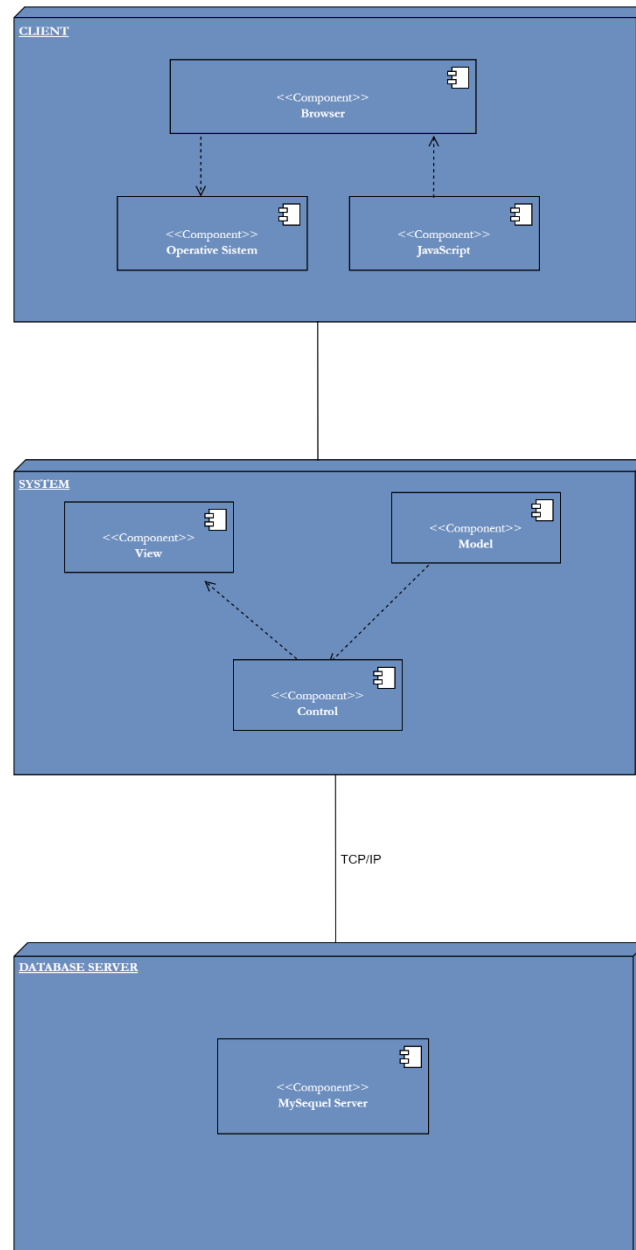 CLIENT
<<Component>>
Browser
<<Component>>
Operative Sistem
<<Component>>
JavaScript
SYSTEM
<<Component>>
View
<<Component>>
Model
<<Component>>
Control
TCP/IP
DATABASE SERVER
<<Component>>
MySequel Server